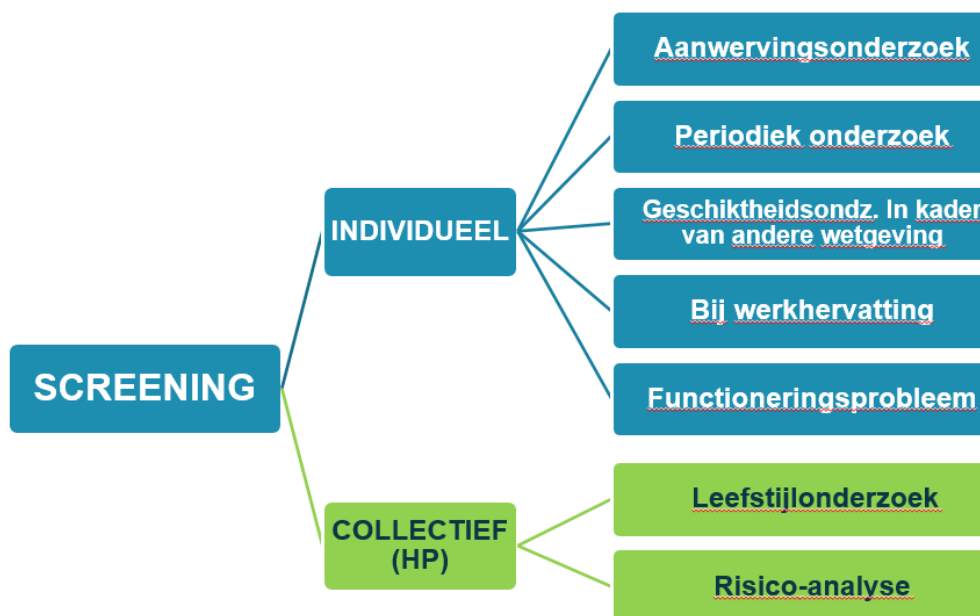 SCREENING
INDIVIDUEEL
Aanwervingsonderzoek
Periodiek onderzoek
Geschiktheidsondz. In kader
van andere wetgeving
Bij werkhervatting
Functioneringsprobleem
COLLECTIEF
(HP)
Leefstijlonderzoek
Risico-analyse